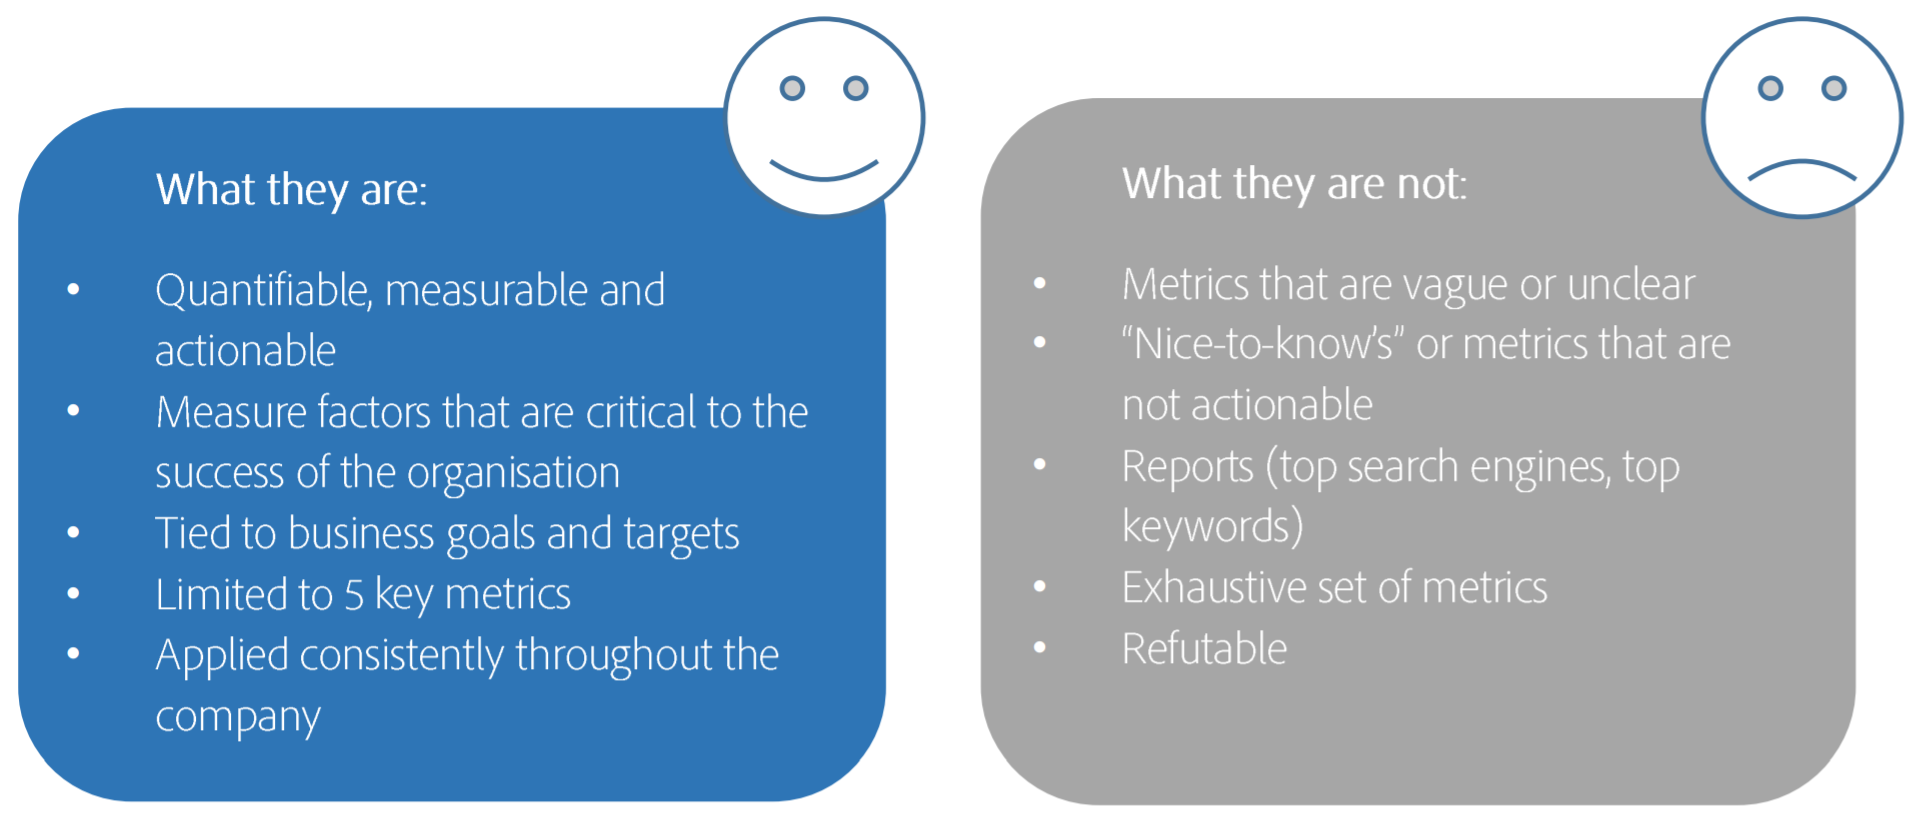 What they are:
• Quantifiable, measurable and
actionable
• Measure factors that are critical to the
success of the organisation
• Tied to business goals and targets
• Limited to 5 key metrics
• Applied consistently throughout the
company
What they are not:
• Metrics that are vague or unclear
• “Nice-to-know’s” or metrics that are
not actionable
• Reports (top search engines, top
keywords)
• Exhaustive set of metrics
• Refutable